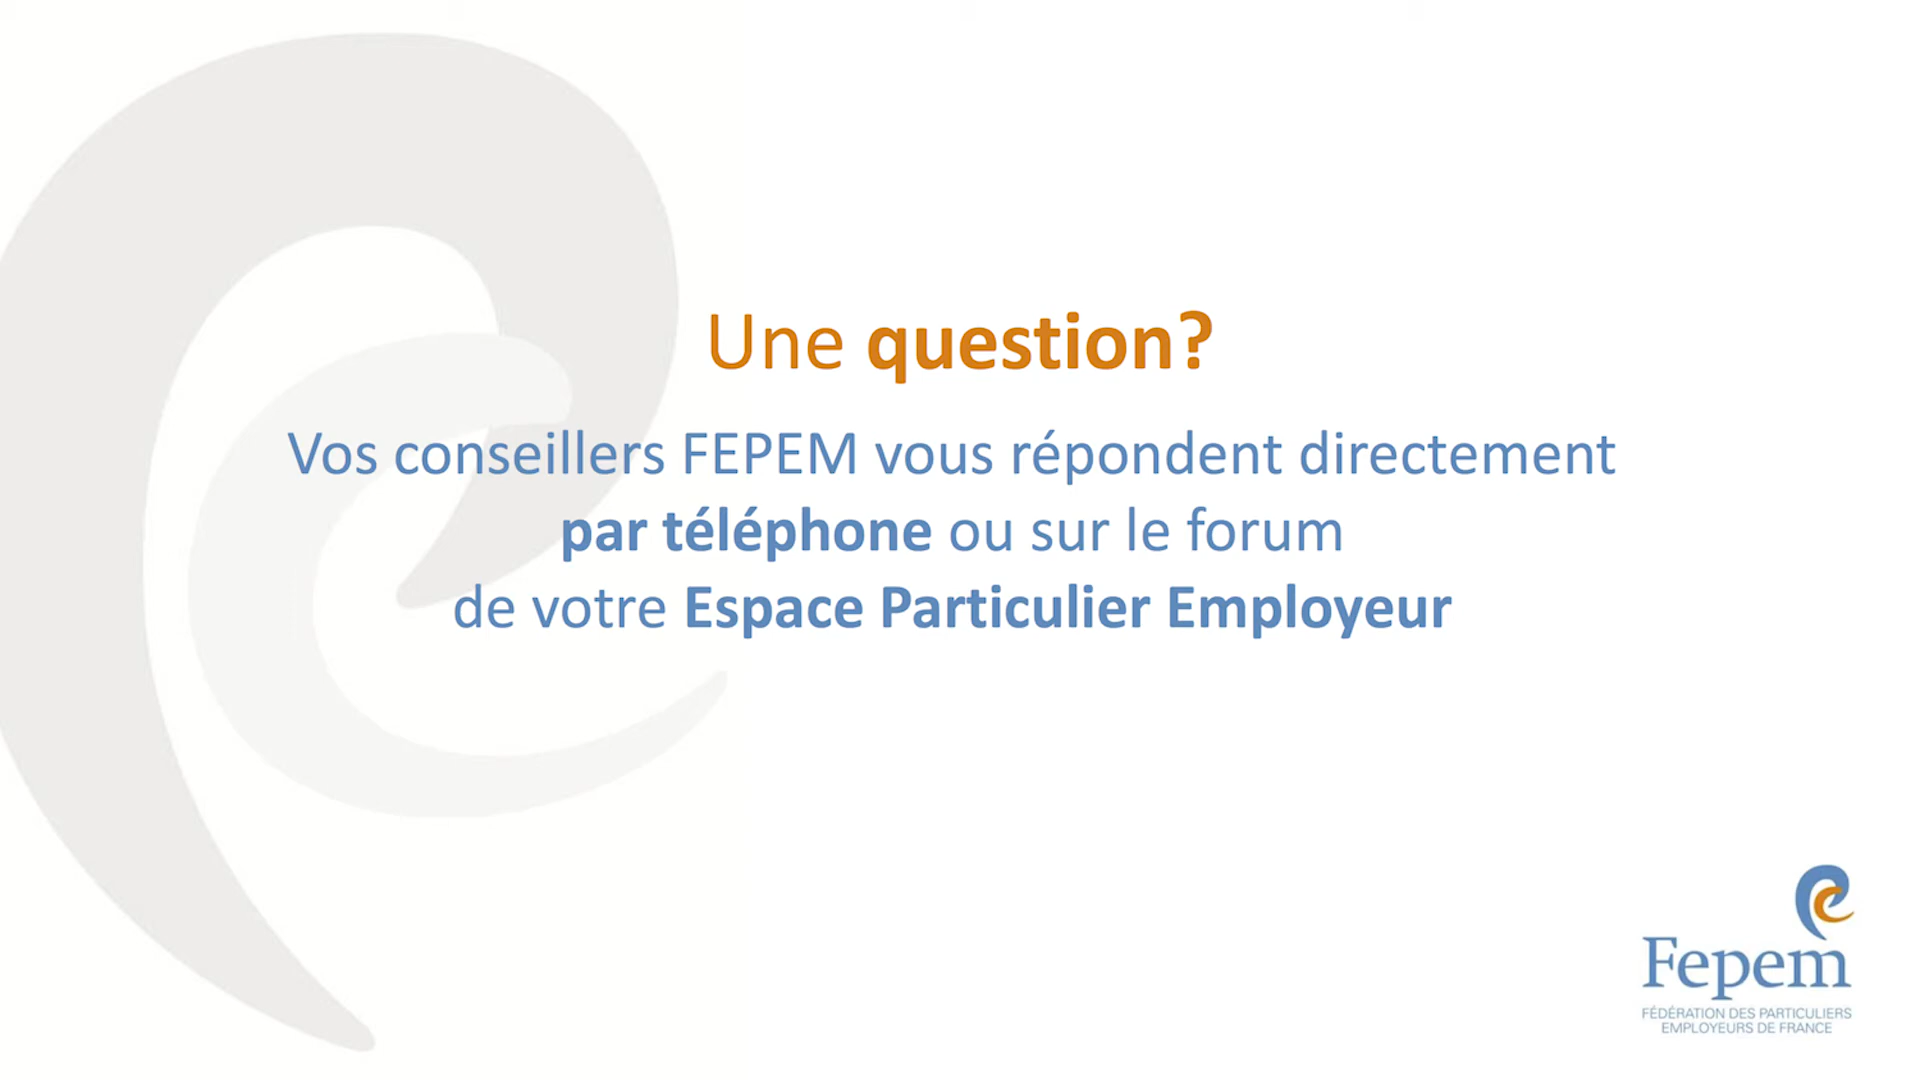 Une question?
Vos conseillers FEPEM vous répondent directement
par téléphone ou sur le forum
de votre Espace Particulier Employeur
Fepem
FÉDÉRATION DES PARTICULIERS
EMPLOYEURS DE FRANCE